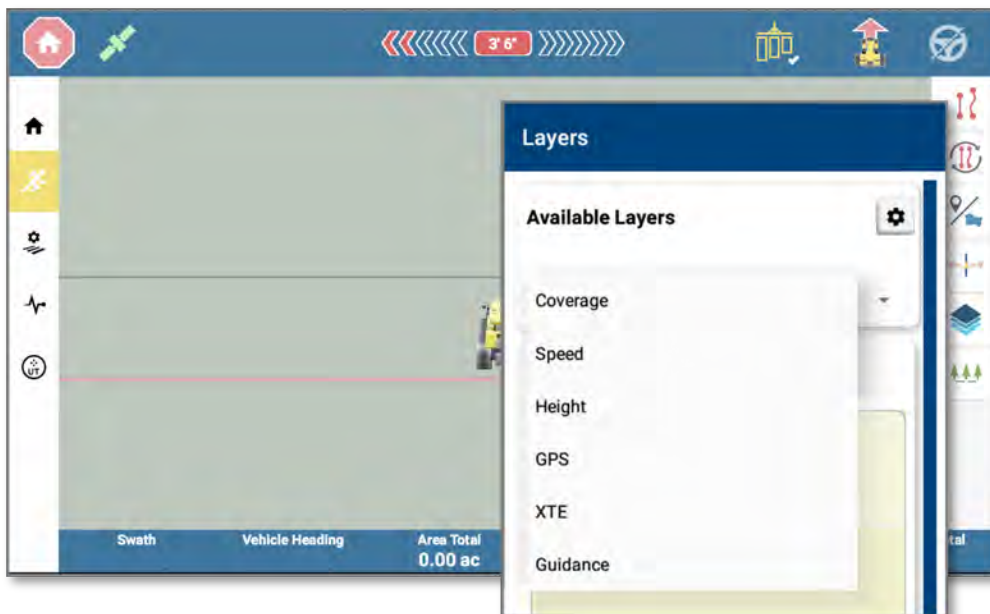 3' 6"
Layers
Available Layers
Coverage
Speed
Height
GPS
XTE
Guidance
UT
Swath
Vehicle Heading
Area Total
0.00 ac
tal